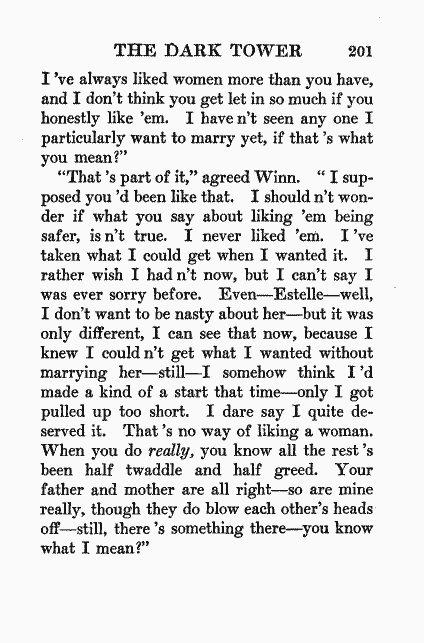 THE DARK TOWER 201
I 've always liked women more than you have,
and I don't think you get let in so much if you
honestly like 'em. I have n't seen any one I
particularly want to marry yet, if that 's what
you mean?"
"That 's part of it," agreed Winn. " I sup-
posed you 'd been like that. I should n't won-
der if what you say about liking 'em being
safer, is n't true. I never liked 'em. I 've
taken what I could get when I wanted it. I
rather wish I had n't now, but I can't say I
was ever sorry before. Even—Estelle—well,
I don't want to be nasty about her—but it was
only different, I can see that now, because I
knew I could n't get what I wanted without
marrying her—still—I somehow think I 'd
made a kind of a start that time—only I got
pulled up too short. I dare say I quite de-
served it. That 's no way of liking a woman.
When you do really, you know all the rest 's
been half twaddle and half greed. Your
father and mother are all right—so are mine
really, though they do blow each other's heads
off—still, there 's something there—you know
what I mean?"